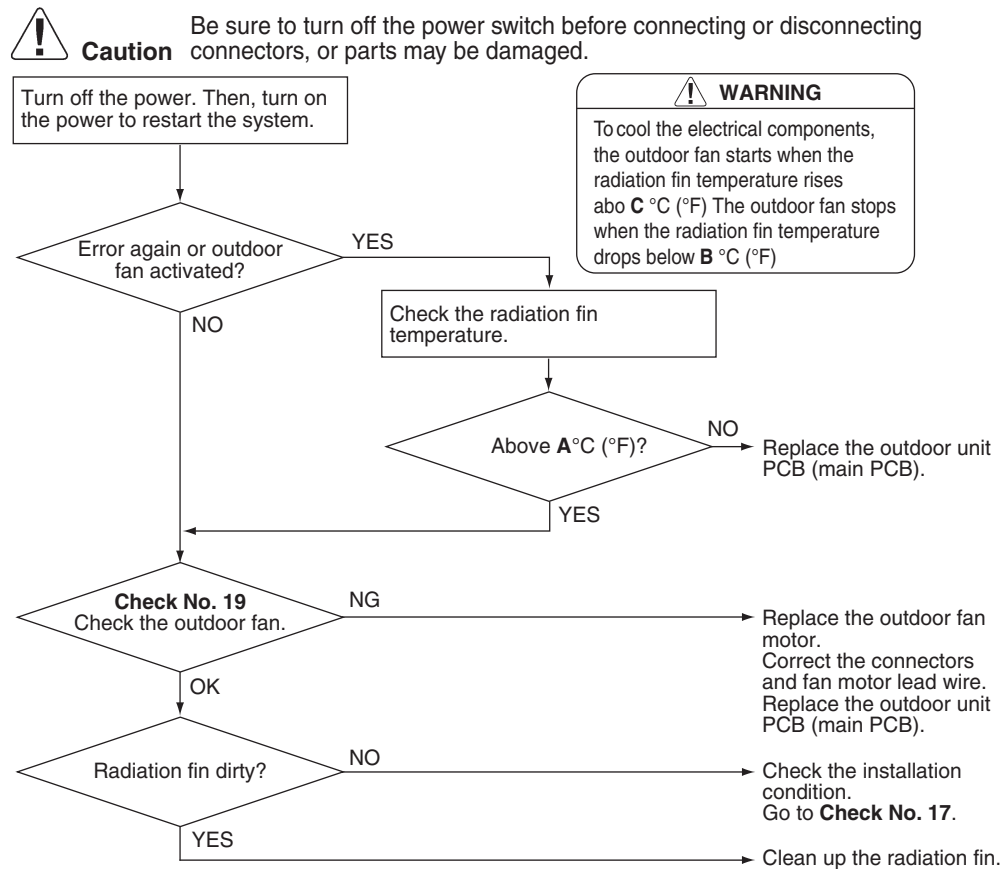 Be sure to turn off the power switch before connecting or disconnecting
Caution connectors, or parts may be damaged.
Turn off the power. Then, turn on
the power to restart the system.
WARNING
To cool the electrical components,
the outdoor fan starts when the
radiation fin temperature rises
abo C °C (°F) The outdoor fan stops
when the radiation fin temperature
drops below B °C (°F)
Error again or outdoor
fan activated?
YES
NO
Check the radiation fin
temperature.
Above A°C (°F)?
NO
Replace the outdoor unit
PCB (main PCB).
YES
Check No. 19
Check the outdoor fan.
NG
Replace the outdoor fan
motor.
Correct the connectors
and fan motor lead wire.
Replace the outdoor unit
PCB (main PCB).
OK
Radiation fin dirty?
NO
Check the installation
condition.
Go to Check No. 17.
YES
Clean up the radiation fin.